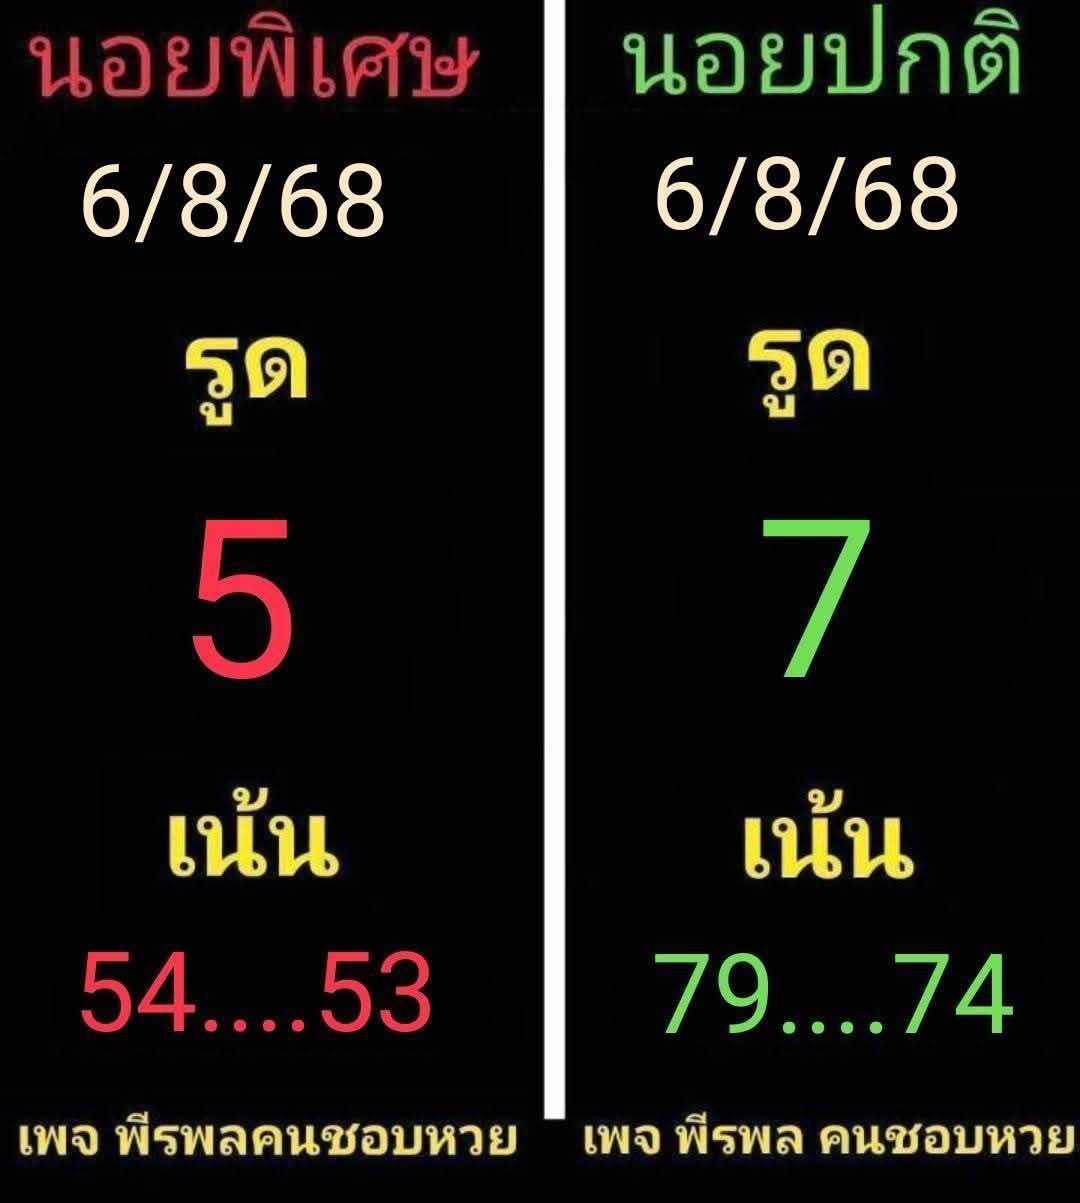 นอยพิเศษ
6/8/68
รูด
5
เน้น
54....53
เพจ พีรพลคนชอบหวย
นอยปกติ
6/8/68
รูด
7
เน้น
79....74
เพจ พีรพล คนชอบหวย